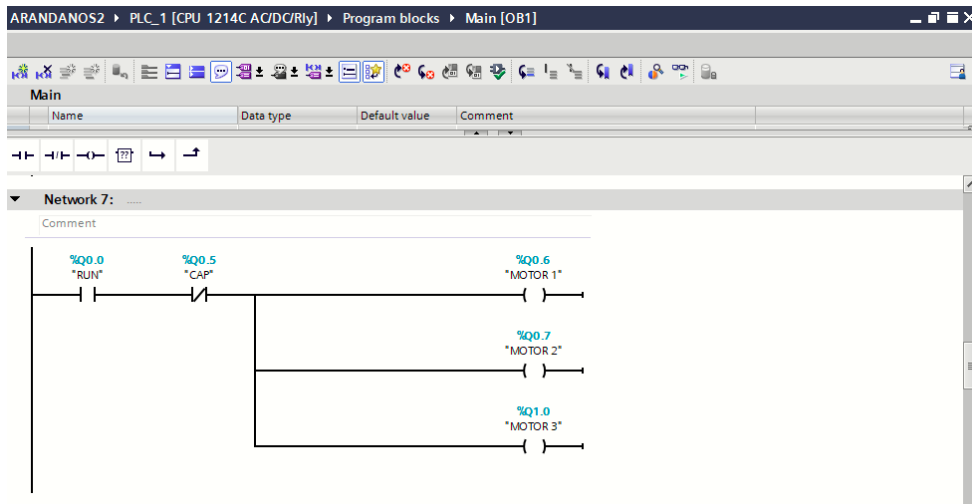 ARANDANOS2 ▸ PLC_1 [CPU 1214C AC/DC/Rly] ▸ Program blocks ▸ Main [OB1]
Main
Name Data type Default value Comment
??
Network 7: .....
Comment
%Q0.0 %Q0.5 %Q0.6
"RUN" "CAP" "MOTOR 1"
%Q0.7
"MOTOR 2"
%Q1.0
"MOTOR 3"